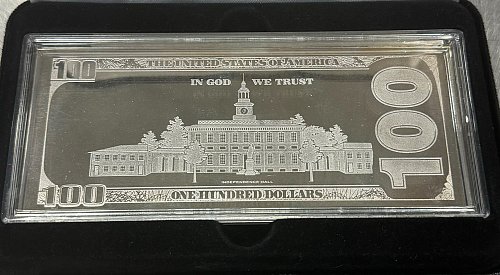 100 THE UNITED STATES OF AMERICA
IN GOD WE TRUST
100
INDEPENDENCE HALL
100 ONE HUNDRED DOLLARS